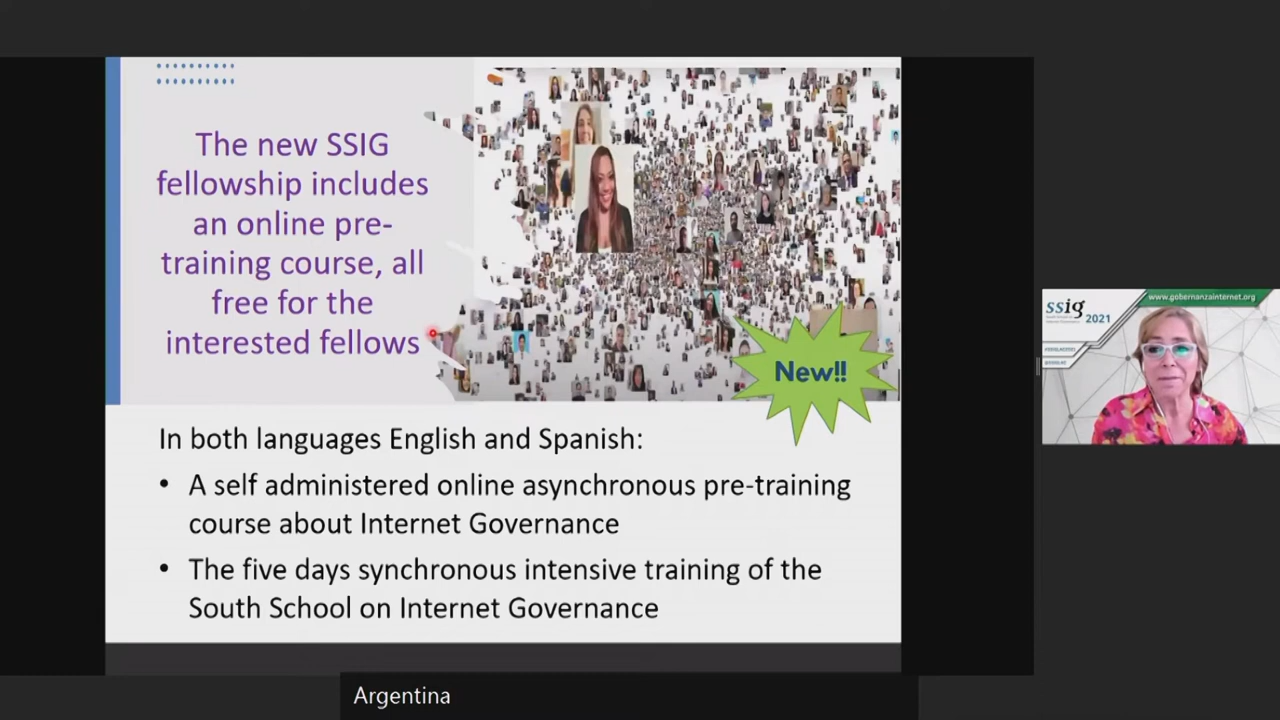 The new SSIG
fellowship includes
an online pre-
training course, all
free for the
interested fellows
New!!
In both languages English and Spanish:
• A self administered online asynchronous pre-training
course about Internet Governance
• The five days synchronous intensive training of the
South School on Internet Governance
ssig
2021
www.gobernanzainternet.org
Argentina